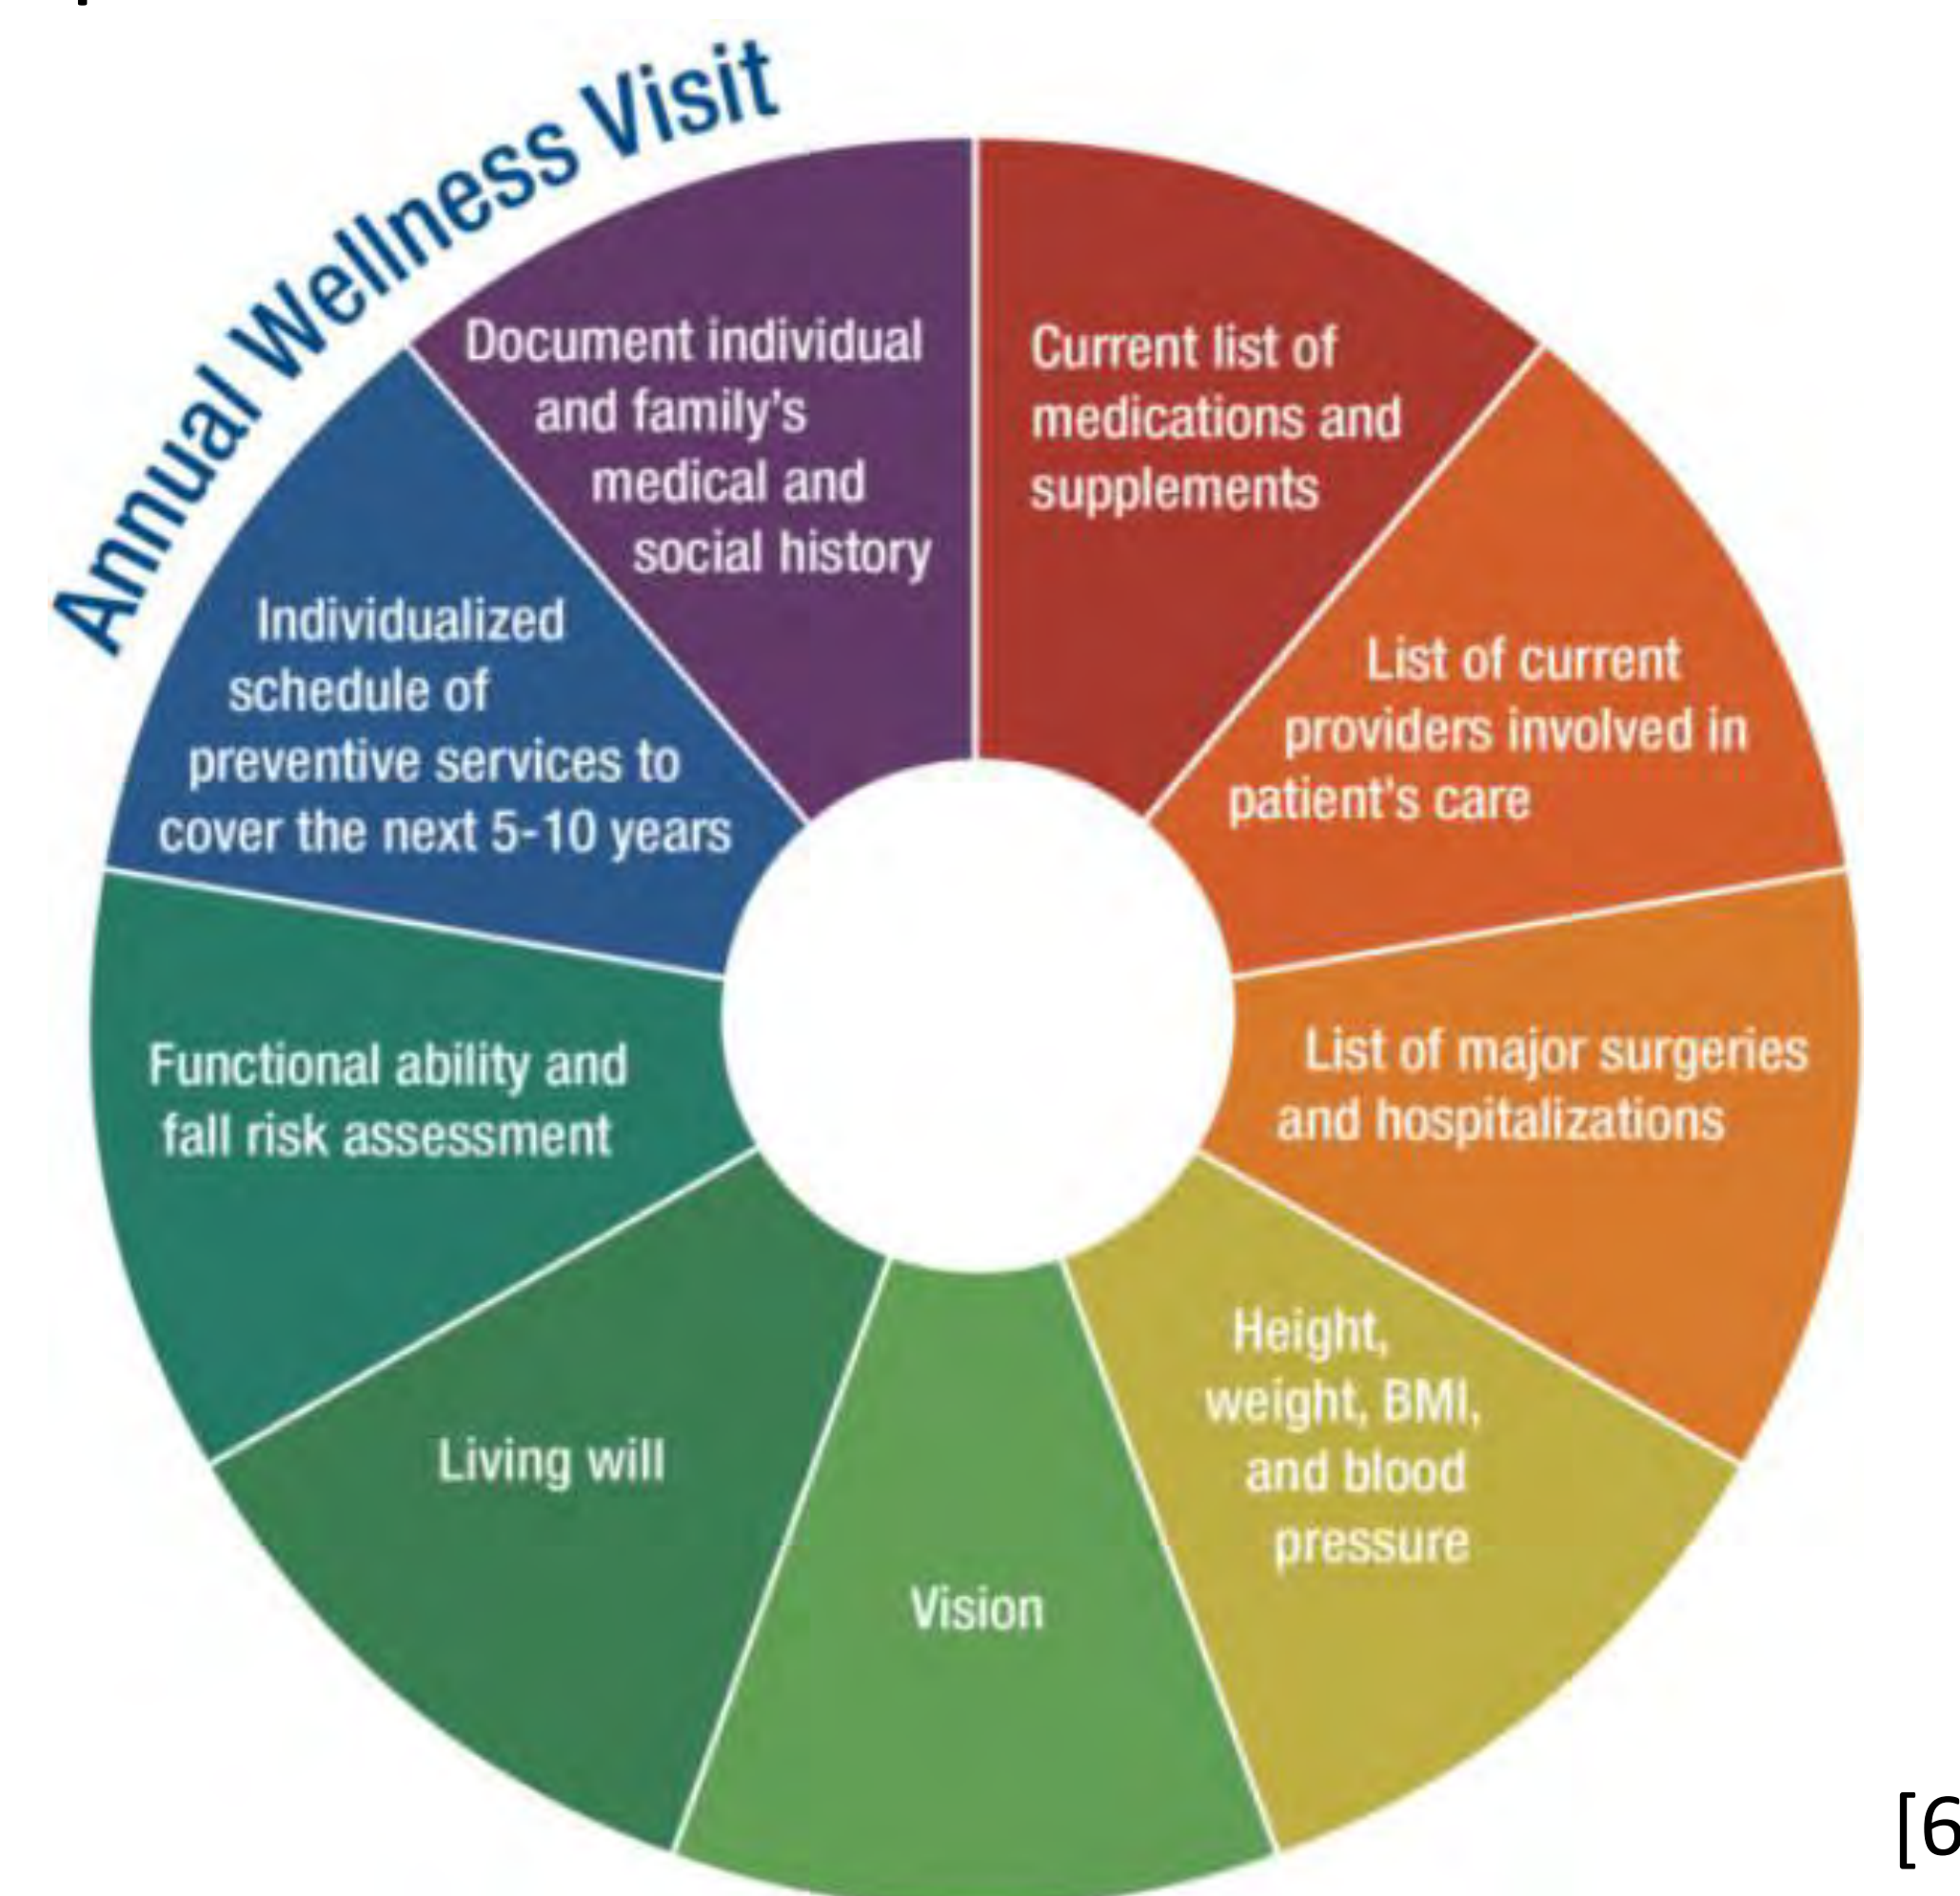 Annual Wellness Visit
Document individual
and family's
medical and
social history
Current list of
medications and
supplements
List of current
providers involved in
patient's care
List of major surgeries
and hospitalizations
Height,
weight, BMI,
and blood
pressure
Vision
Living will
Functional ability and
fall risk assessment
Individualized
schedule of
preventive services to
cover the next 5-10 years
[6